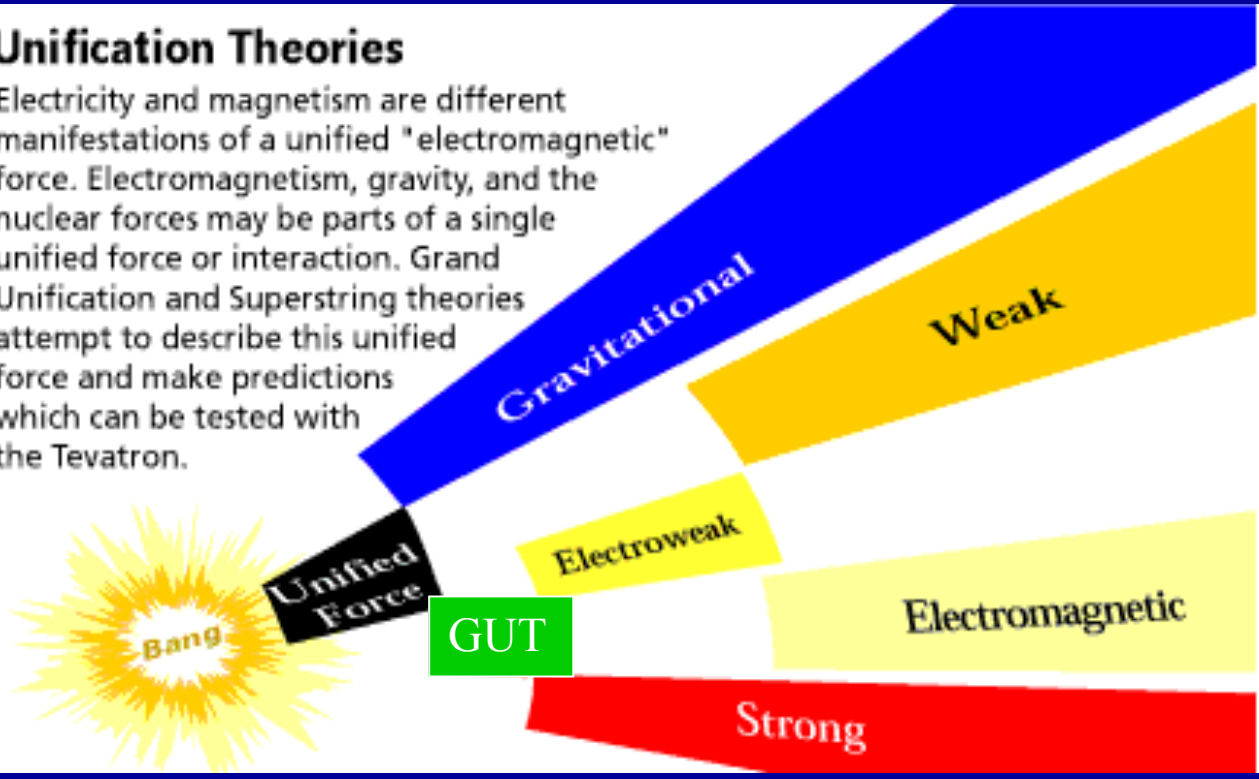 Unification Theories
Electricity and magnetism are different
manifestations of a unified "electromagnetic"
force. Electromagnetism, gravity, and the
nuclear forces may be parts of a single
unified force or interaction. Grand
Unification and Superstring theories
attempt to describe this unified
force and make predictions
which can be tested with
the Tevatron.
Gravitational
Weak
Electroweak
Unified
Force
Bang
GUT
Electromagnetic
Strong